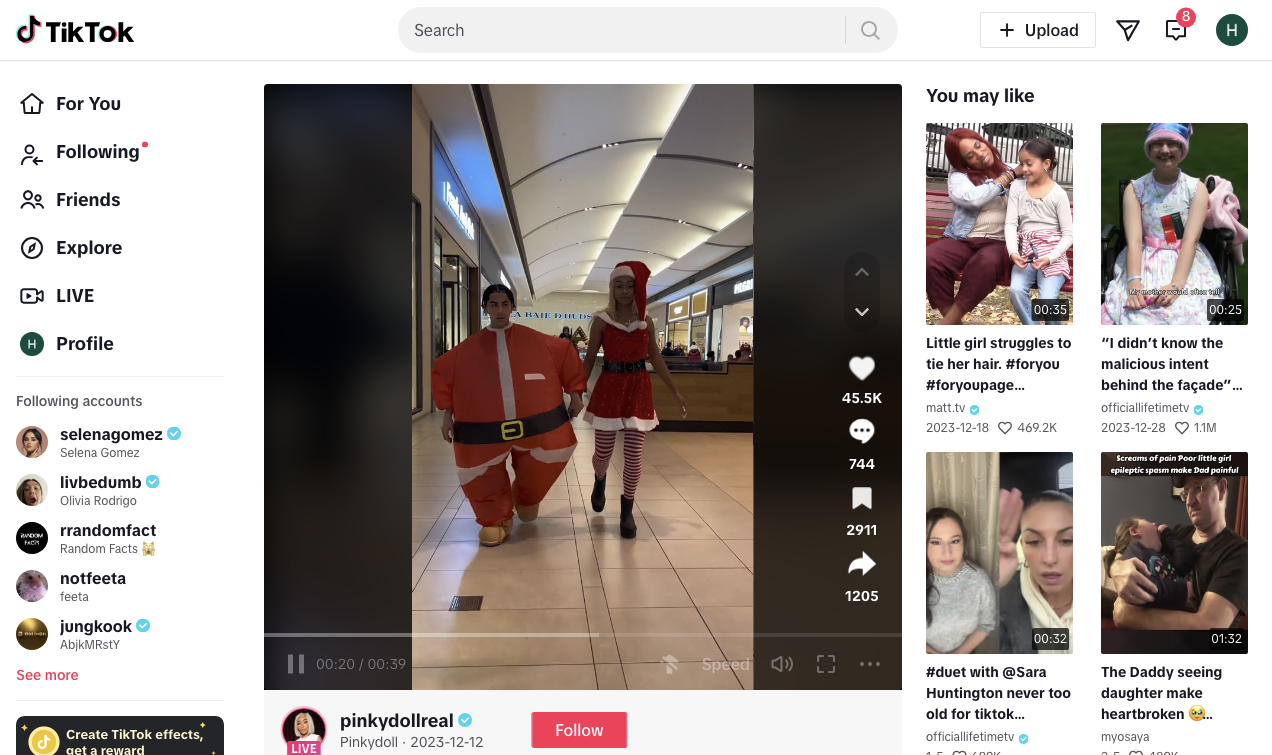 TikTok
Search
Upload
8
H
For You
Following
Friends
Explore
LIVE
H
Profile
Following accounts
selenagomez
Selena Gomez
livbedumb
Olivia Rodrigo
RANDOM
FACTS
rrandomfact
Random Facts 🙀
notfeeta
feeta
jungkook
AbjkMRstY
See more
Create TikTok effects,
get a reward
LA BAIE D'HUDSON
45.5K
744
2911
1205
00:20 / 00:39
Speed
LIVE
pinkydollreal
Pinkydoll · 2023-12-12
Follow
You may like
00:35
Little girl struggles to
tie her hair. #foryou
#foryoupage…
matt.tv
2023-12-18 469.2K
My mother would often tell
00:25
“I didn’t know the
malicious intent
behind the façade”…
officiallifetimetv
2023-12-28 1.1M
00:32
#duet with @Sara
Huntington never too
old for tiktok…
officiallifetimetv
Screams of pain Poor little girl
epileptic spasm make Dad painful
01:32
The Daddy seeing
daughter make
heartbroken 🥹…
myosaya